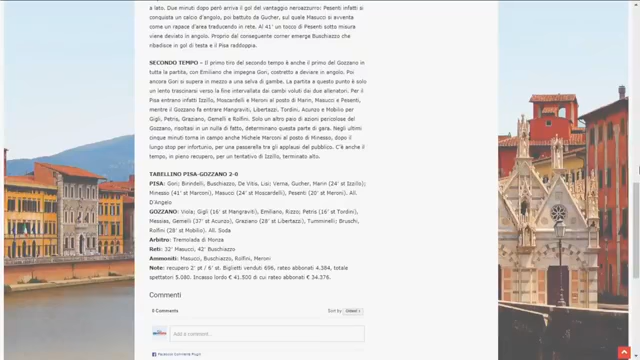 a lato. Due minuti dopo però arriva il gol del vantaggio nerazzurro: Pesenti infatti si
conquista un calcio d'angolo, poi battuto da Gucher, sul quale Masucci si avventa
come un rapace d'area traducendo in rete. Al 41' un tocco di Pesenti sotto misura
viene deviato in angolo. Proprio dal conseguente corner emerge Buschiazzo che
ribadisce in gol di testa e il Pisa raddoppia.
SECONDO TEMPO – Il primo tiro del secondo tempo è anche il primo del Gozzano in
tutta la partita, con Emiliano che impegna Gori, costretto a deviare in angolo. Poi
ancora Gori si supera in mezzo a una selva di gambe. La partita a questo punto è solo
un lento trascinarsi verso la fine intervallata dai cambi voluti dai due allenatori. Per il
Pisa entrano infatti Izzillo, Moscardelli e Meroni al posto di Marin, Masucci e Pesenti,
mentre il Gozzano fa entrare Mangraviti, Libertazzi, Tordini, Acunzo e Mobilio per
Gigli, Petris, Graziano, Gemelli e Rolfini. Solo un altro paio di azioni pericolose del
Gozzano, risoltasi in un nulla di fatto, determinano questa parte di gara. Negli ultimi
cinque minuti torna in campo anche Michele Marconi al posto di Minesso, dopo il
lungo stop per infortunio, per una passerella tra gli applausi del pubblico. C'è anche il
tempo, in pieno recupero, per un tentativo di Izzillo, terminato alto.
TABELLINO PISA-GOZZANO 2-0
PISA: Gori; Birindelli, Buschiazzo, De Vitis, Lisi; Verna, Gucher, Marin (24' st Izzillo);
Minesso (41' st Marconi), Masucci (24' st Moscardelli), Pesenti (20' st Meroni). All.
D'Angelo
GOZZANO: Viola; Gigli (16' st Mangraviti), Emiliano, Rizzo; Petris (16' st Tordini),
Messias, Gemelli (37' st Acunzo), Graziano (28' st Libertazzi), Tumminelli; Bruschi,
Rolfini (28' st Mobilio). All. Soda
Arbitro: Tremolada di Monza
Reti: 32' Masucci, 42' Buschiazzo
Ammoniti: Masucci, Buschiazzo, Rolfini, Meroni
Note: recupero 2' pt / 6' st. Biglietti venduti 696, rateo abbonati 4.384, totale
spettatori 5.080. Incasso lordo € 41.500 di cui rateo abbonati € 34.376.
Commenti
0 Comments
Sort by Oldest
Add a comment...
Facebook Comments Plugin